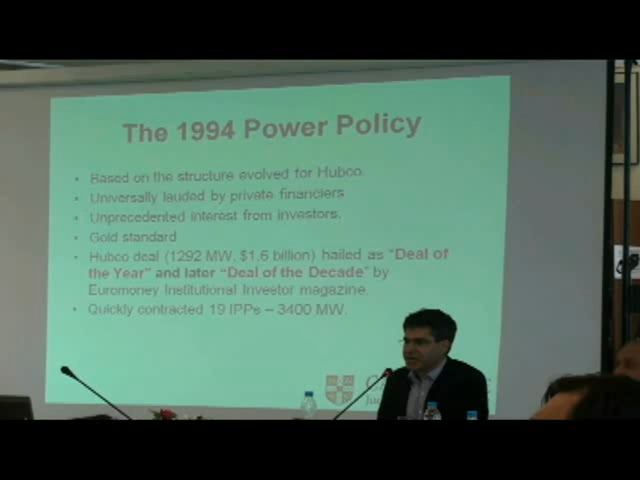 The 1994 Power Policy
• Based on the structure evolved for Hubco.
• Universally lauded by private financiers
• Unprecedented interest from investors.
• Gold standard
• Hubco deal (1292 MW, $1.6 billion) hailed as "Deal of
the Year" and later "Deal of the Decade" by
Euromoney Institutional Investor magazine.
• Quickly contracted 19 IPPs – 3400 MW.